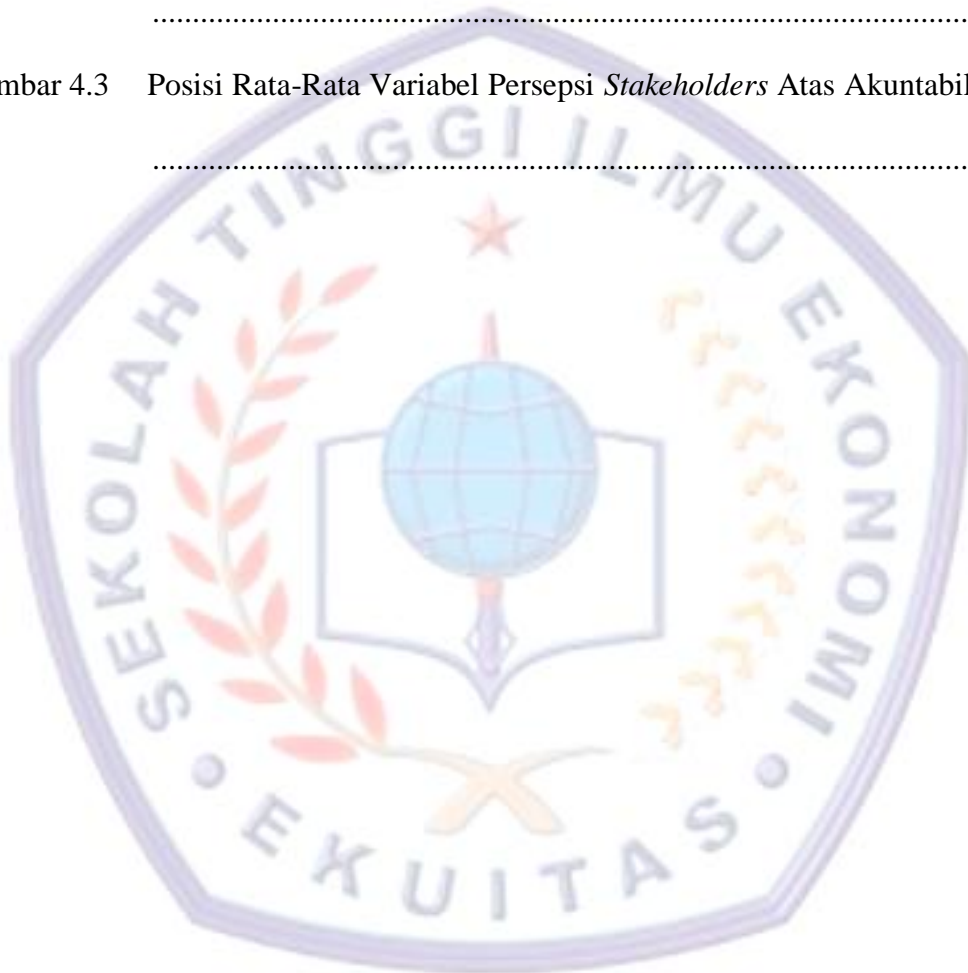 ................................................................................................................
mbar 4.3 Posisi Rata-Rata Variabel Persepsi Stakeholders Atas Akuntabil
................................................................................................................
SEKOLAH TINGGI ILMU EKONOMI
• EKUITAS •